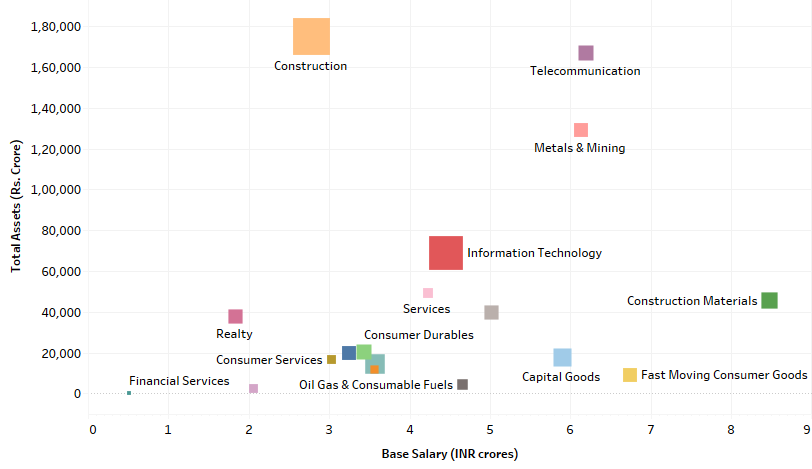 1,80,000
Construction
1,60,000
Telecommunication
1,40,000
Metals & Mining
1,20,000
1,00,000
80,000
Information Technology
60,000
Services
Construction Materials
40,000
Realty
Consumer Durables
20,000
Consumer Services
Financial Services
Oil Gas & Consumable Fuels
Capital Goods
Fast Moving Consumer Goods
0
Total Assets (Rs. Crore)
0 1 2 3 4 5 6 7 8 9
Base Salary (INR crores)